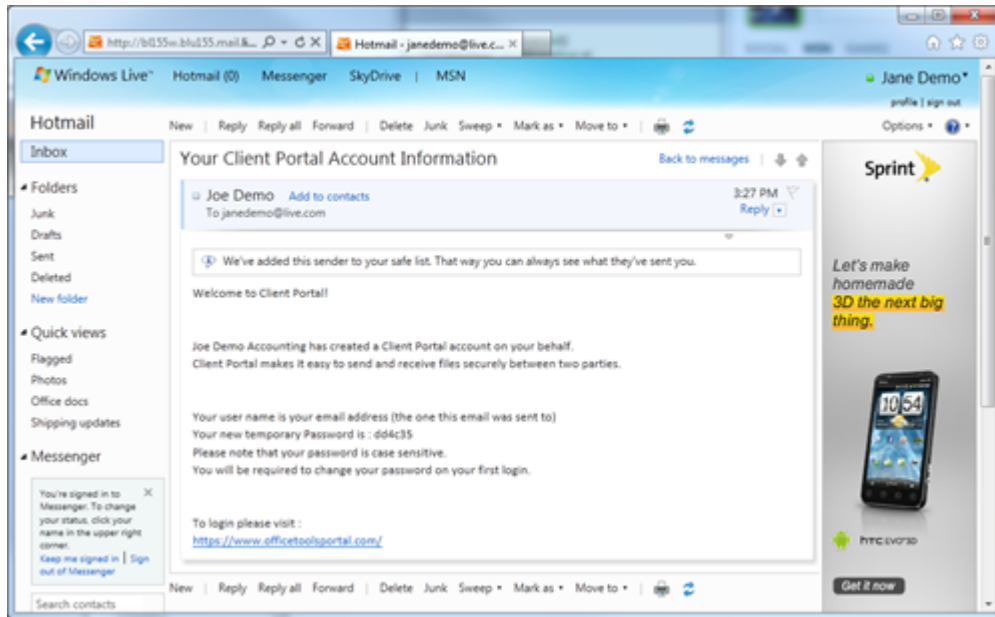 http://bl155w.blu155.mail.&...
Hotmail - janedemo@live.c...
Windows Live™ Hotmail (0) Messenger SkyDrive | MSN
Jane Demo
profile | sign out
Hotmail
New | Reply Reply all Forward | Delete Junk Sweep Mark as Move to
Options
Inbox
Folders
Junk
Drafts
Sent
Deleted
New folder
Quick views
Flagged
Photos
Office docs
Shipping updates
Messenger
You're signed in to
Messenger. To change
your status, click your
name in the upper right
corner.
Keep me signed in | Sign
out of Messenger
Search contacts
Your Client Portal Account Information
Back to messages
Joe Demo Add to contacts
3:27 PM
To janedemo@live.com
Reply
We've added this sender to your safe list. That way you can always see what they've sent you.
Welcome to Client Portal!
Joe Demo Accounting has created a Client Portal account on your behalf.
Client Portal makes it easy to send and receive files securely between two parties.
Your user name is your email address (the one this email was sent to)
Your new temporary Password is : dd4c35
Please note that your password is case sensitive.
You will be required to change your password on your first login.
To login please visit :
https://www.officetoolsportal.com/
New | Reply Reply all Forward | Delete Junk Sweep Mark as Move to
Sprint
Let's make
homemade
3D the next big
thing.
10 54
hTC EVO 3D
Get it now